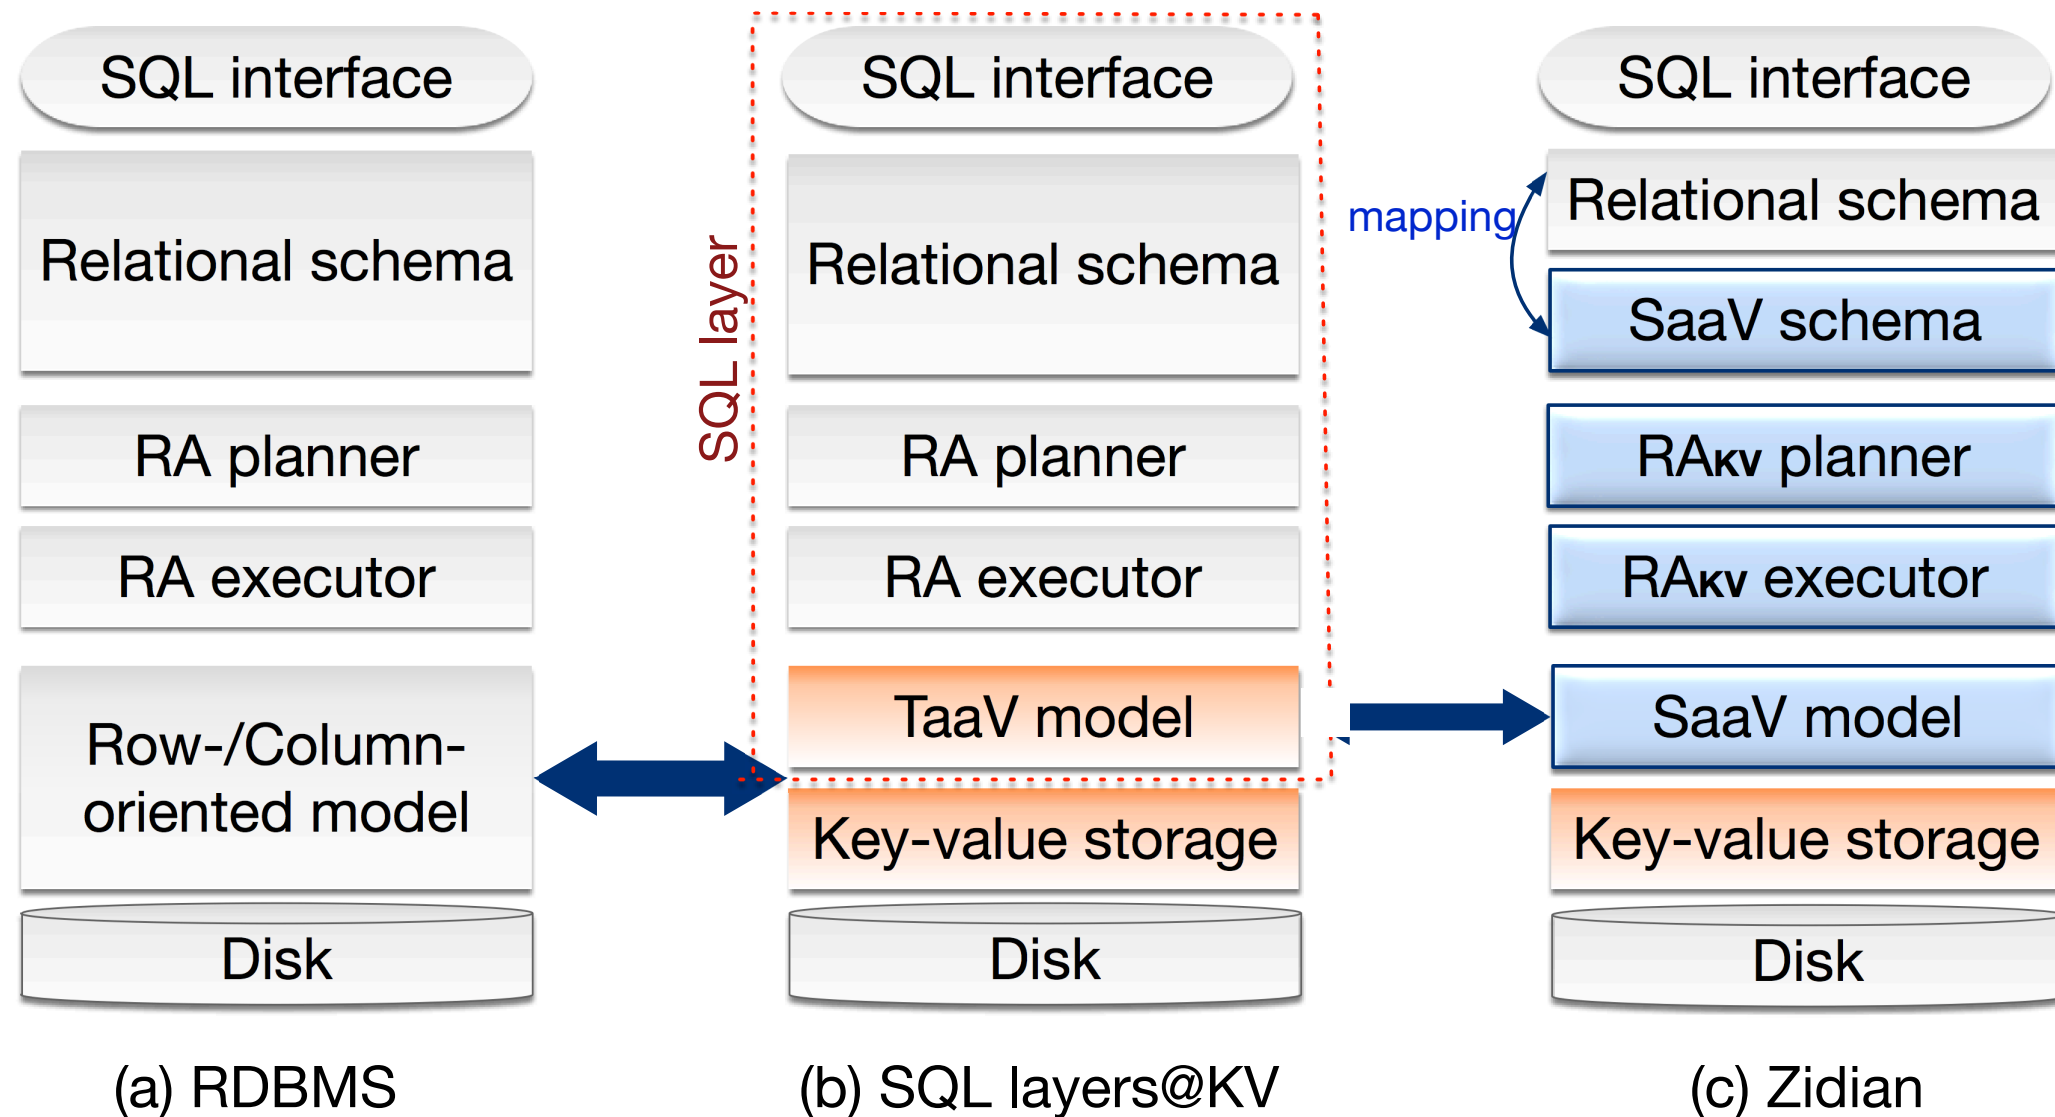 SQL interface
Relational schema
RA planner
RA executor
Row-/Column-
oriented model
Disk
(a) RDBMS
SQL layer
SQL interface
Relational schema
RA planner
RA executor
TaaV model
Key-value storage
Disk
(b) SQL layers@KV
mapping
SQL interface
Relational schema
SaaV schema
RAKV planner
RAKV executor
SaaV model
Key-value storage
Disk
(c) Zidian